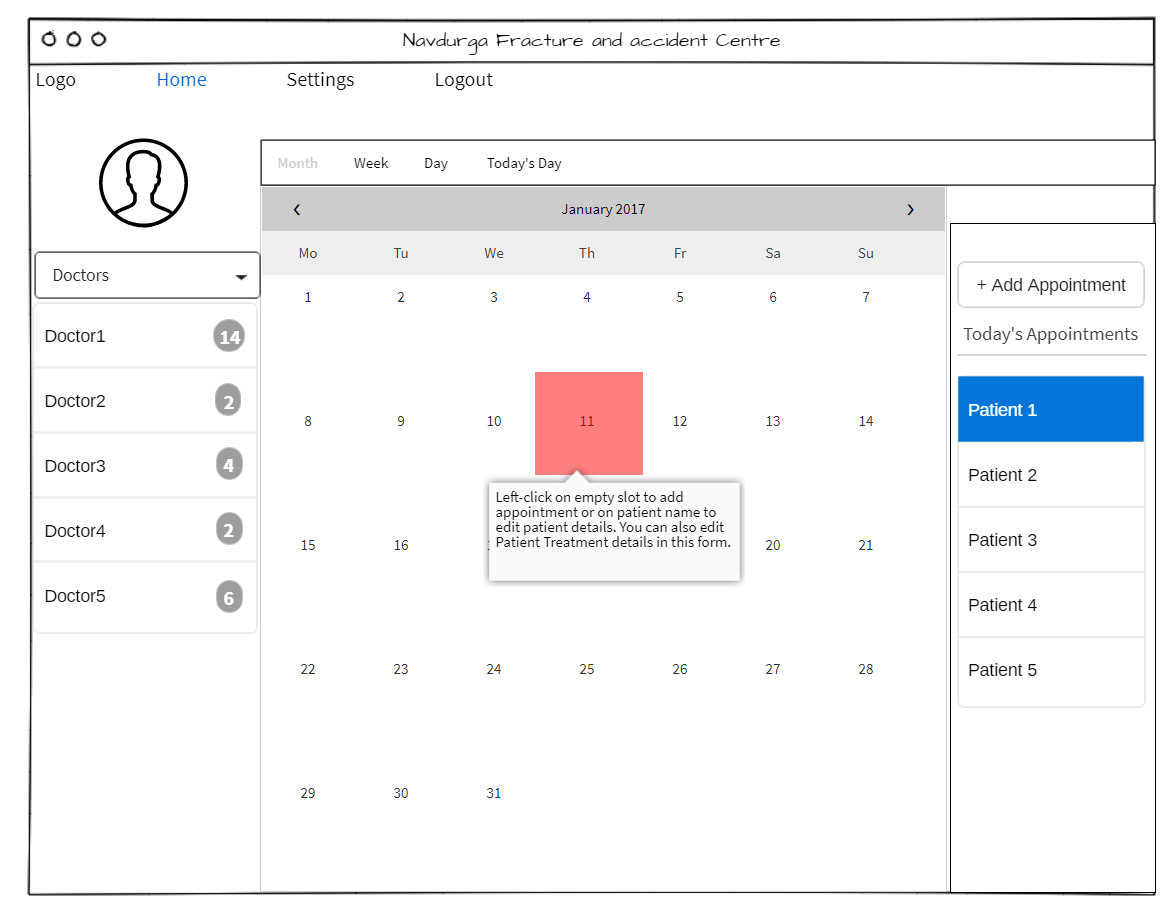 Navdurga Fracture and accident Centre
Logo Home Settings Logout
Month Week Day Today's Day
‹ January 2017 ›
Mo Tu We Th Fr Sa Su
1 2 3 4 5 6 7
8 9 10 11 12 13 14
15 16 20 21
22 23 24 25 26 27 28
29 30 31
Left-click on empty slot to add
appointment or on patient name to
edit patient details. You can also edit
Patient Treatment details in this form.
Doctors
Doctor1 14
Doctor2 2
Doctor3 4
Doctor4 2
Doctor5 6
+ Add Appointment
Today's Appointments
Patient 1
Patient 2
Patient 3
Patient 4
Patient 5